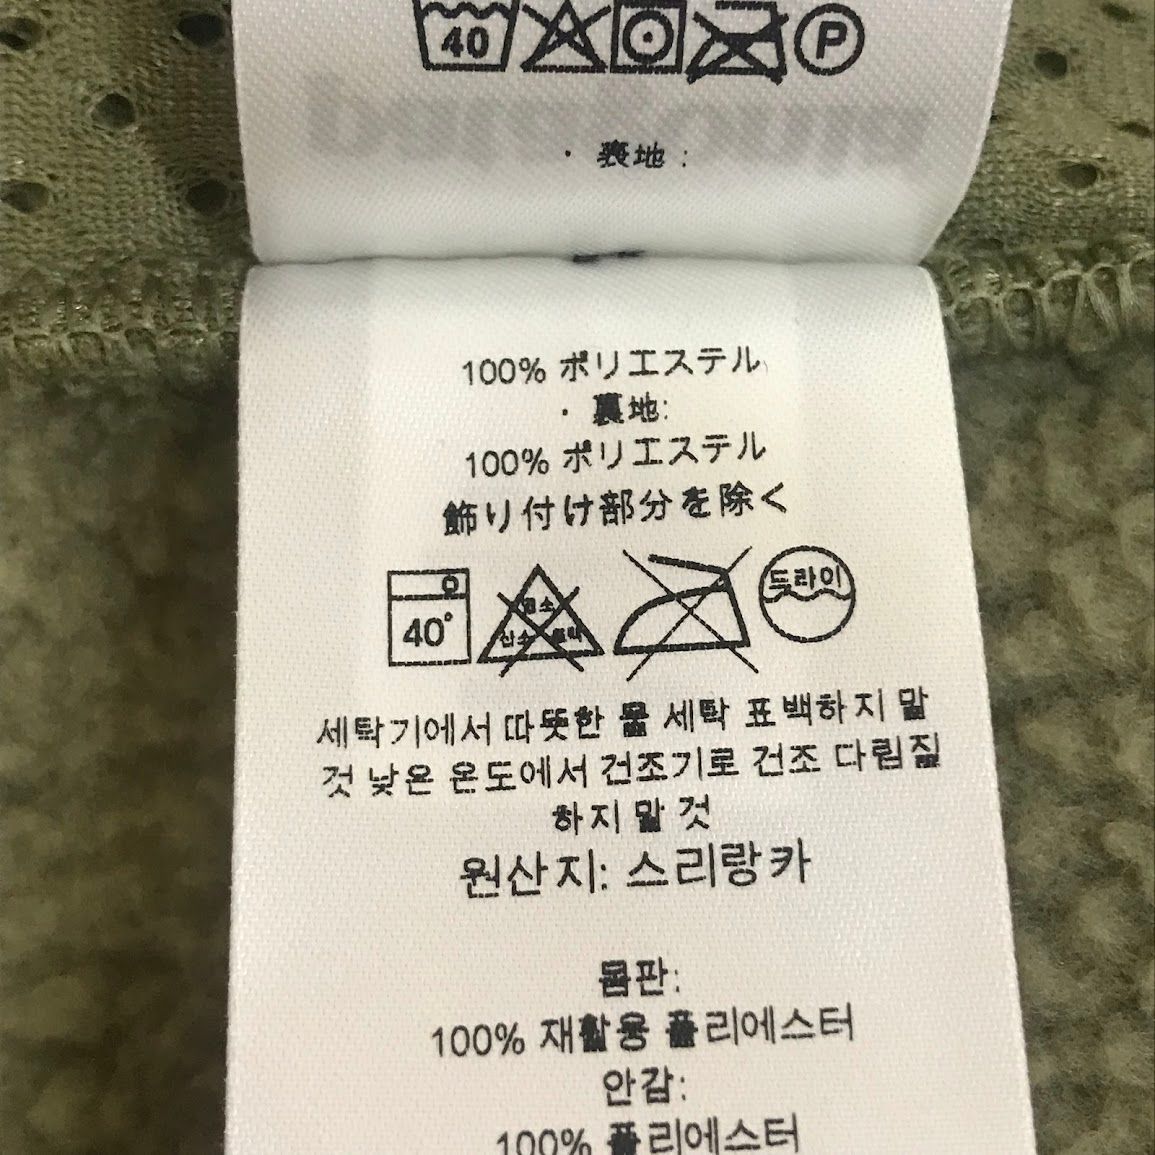 40
P
・ 表地 :
100% ポリエステル
・ 裏地:
100% ポリエステル
飾り付け部分を除く
40°
드라이
세탁기에서 따뜻한 물 세탁 표백하지 말
것 낮은 온도에서 건조기로 건조 다림질
하지 말 것
원산지: 스리랑카
몸판:
100% 재활용 폴리에스터
안감:
100% 폴리에스터